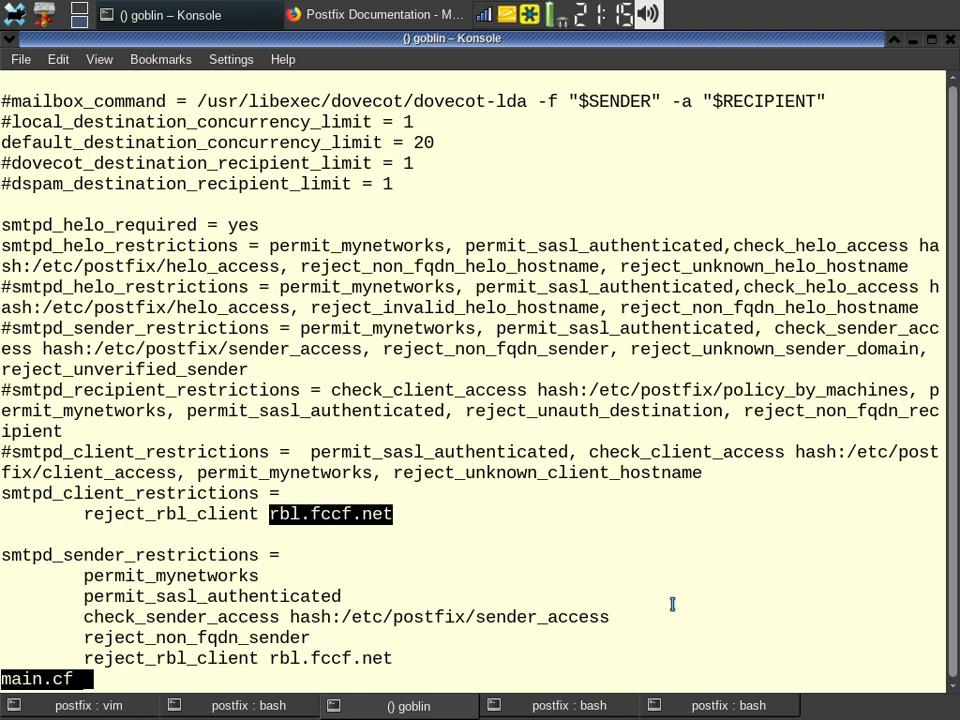 () goblin – Konsole
Postfix Documentation - M...
21:15
() goblin – Konsole
File Edit View Bookmarks Settings Help
#mailbox_command = /usr/libexec/dovecot/dovecot-lda -f "$SENDER" -a "$RECIPIENT"
#local_destination_concurrency_limit = 1
default_destination_concurrency_limit = 20
#dovecot_destination_recipient_limit = 1
#dspam_destination_recipient_limit = 1
smtpd_helo_required = yes
smtpd_helo_restrictions = permit_mynetworks, permit_sasl_authenticated,check_helo_access ha
sh:/etc/postfix/helo_access, reject_non_fqdn_helo_hostname, reject_unknown_helo_hostname
#smtpd_helo_restrictions = permit_mynetworks, permit_sasl_authenticated,check_helo_access h
ash:/etc/postfix/helo_access, reject_invalid_helo_hostname, reject_non_fqdn_helo_hostname
#smtpd_sender_restrictions = permit_mynetworks, permit_sasl_authenticated, check_sender_acc
ess hash:/etc/postfix/sender_access, reject_non_fqdn_sender, reject_unknown_sender_domain,
reject_unverified_sender
#smtpd_recipient_restrictions = check_client_access hash:/etc/postfix/policy_by_machines, p
ermit_mynetworks, permit_sasl_authenticated, reject_unauth_destination, reject_non_fqdn_rec
ipient
#smtpd_client_restrictions =  permit_sasl_authenticated, check_client_access hash:/etc/post
fix/client_access, permit_mynetworks, reject_unknown_client_hostname
smtpd_client_restrictions =
reject_rbl_client rbl.fccf.net
smtpd_sender_restrictions =
permit_mynetworks
permit_sasl_authenticated
check_sender_access hash:/etc/postfix/sender_access
reject_non_fqdn_sender
reject_rbl_client rbl.fccf.net
main.cf
postfix : vim
postfix : bash
() goblin
postfix : bash
postfix : bash